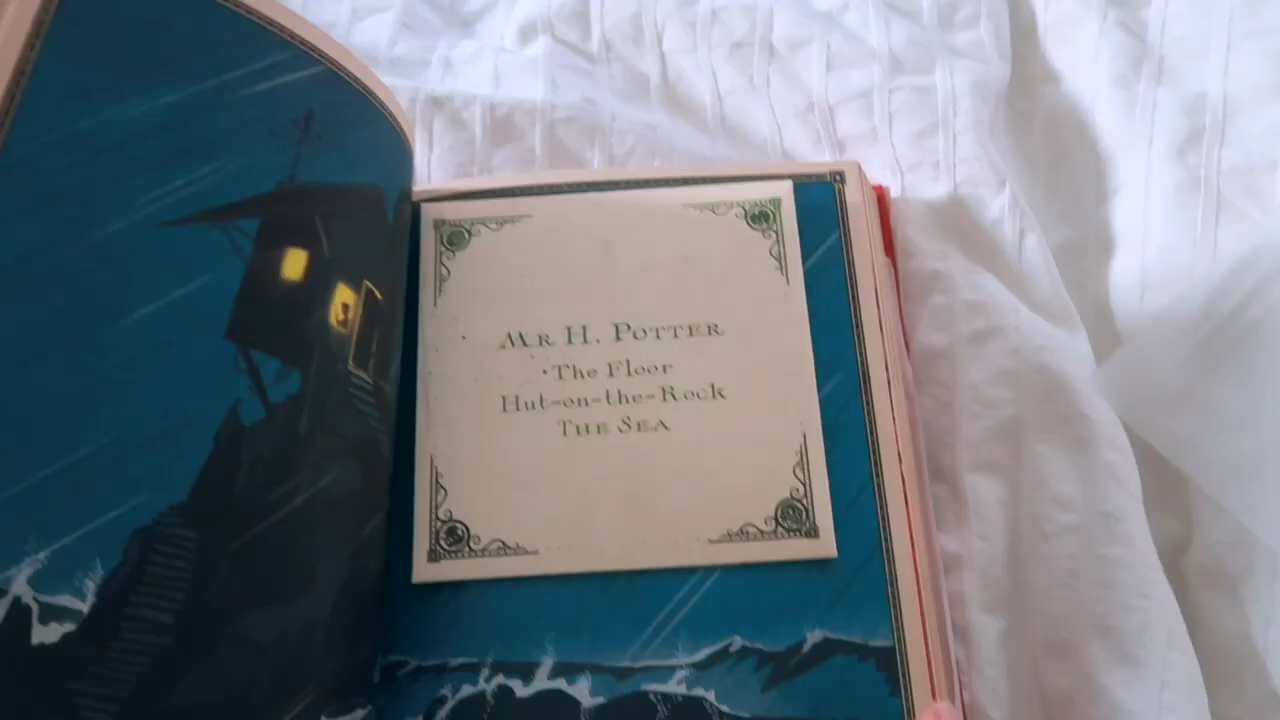 Mr H. Potter
The Floor
Hut-on-the-Rock
The Sea